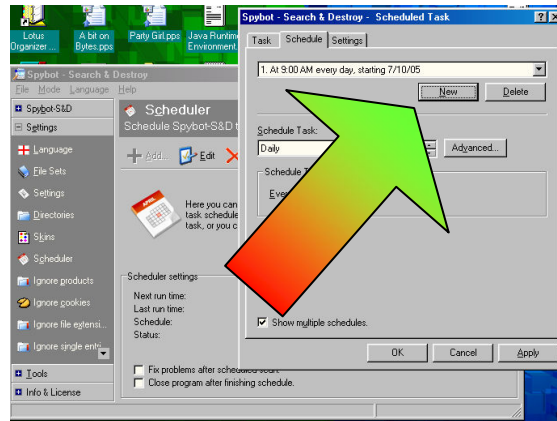 Lotus
Organizer ...
A bit on
Bytes.pps
Party Girl.pps
Java Runtime
Environment
Spybot - Search & Destroy - Scheduled Task
Task
Schedule
Settings
1. At 9:00 AM every day, starting 7/10/05
New
Delete
Schedule Task:
Daily
Advanced...
Schedule T
Eve
Show multiple schedules.
OK
Cancel
Apply
Spybot - Search & Destroy
File
Mode
Language
Help
Spybot-S&D
Settings
Language
File Sets
Settings
Directories
Skins
Scheduler
Ignore products
Ignore cookies
Ignore file extensi...
Ignore single entri...
Tools
Info & License
Scheduler
Schedule Spybot-S&D t
Add...
Edit
Here you can
task schedule
task, or you c
Scheduler settings
Next run time:
Last run time:
Schedule:
Status:
Fix problems after scheduled scan.
Close program after finishing schedule.